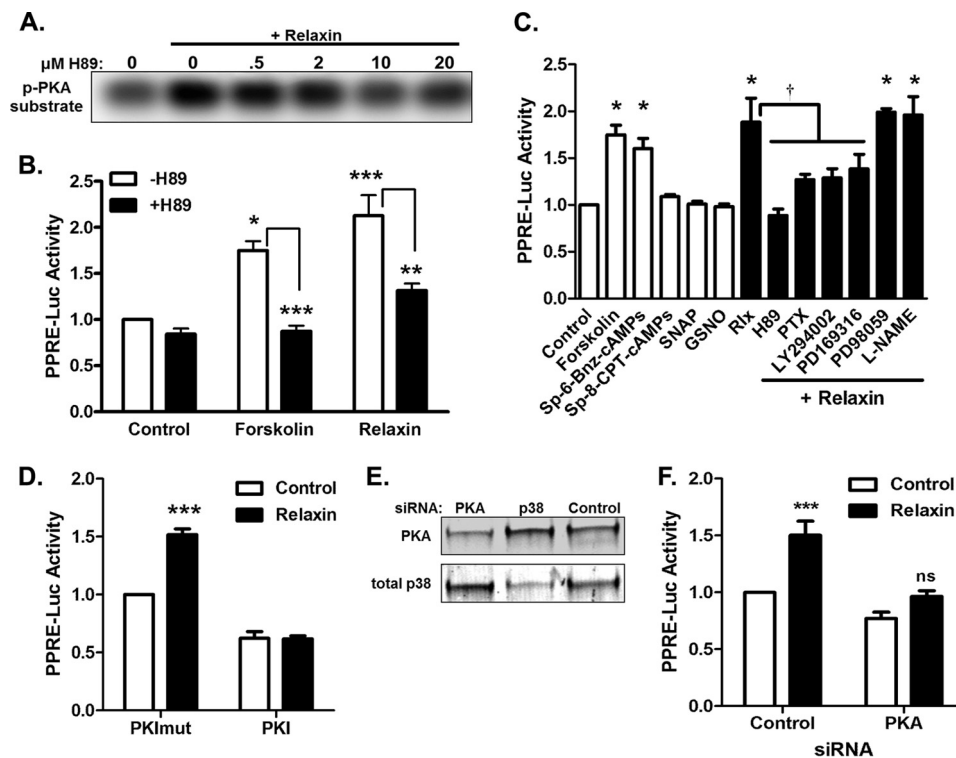 A.
+ Relaxin
µM H89: 0 0 .5 2 10 20
p-PKA
substrate
B.
-H89
+H89
PPRE-Luc Activity
2.5
2.0
1.5
1.0
0.5
0.0
*
***
***
**
Control Forskolin Relaxin
C.
PPRE-Luc Activity
2.5
2.0
1.5
1.0
0.5
0.0
* * * † * *
Control
Forskolin
Sp-6-Bnz-cAMPs
Sp-8-CPT-cAMPs
SNAP
GSNO
Rlx
H89
PTX
LY294002
PD169316
PD98059
L-NAME
+ Relaxin
D.
Control
Relaxin
PPRE-Luc Activity
2.0
1.5
1.0
0.5
0.0
***
PKImut PKI
E.
siRNA: PKA p38 Control
PKA
total p38
F.
Control
Relaxin
PPRE-Luc Activity
2.0
1.5
1.0
0.5
0.0
***
ns
Control PKA
siRNA